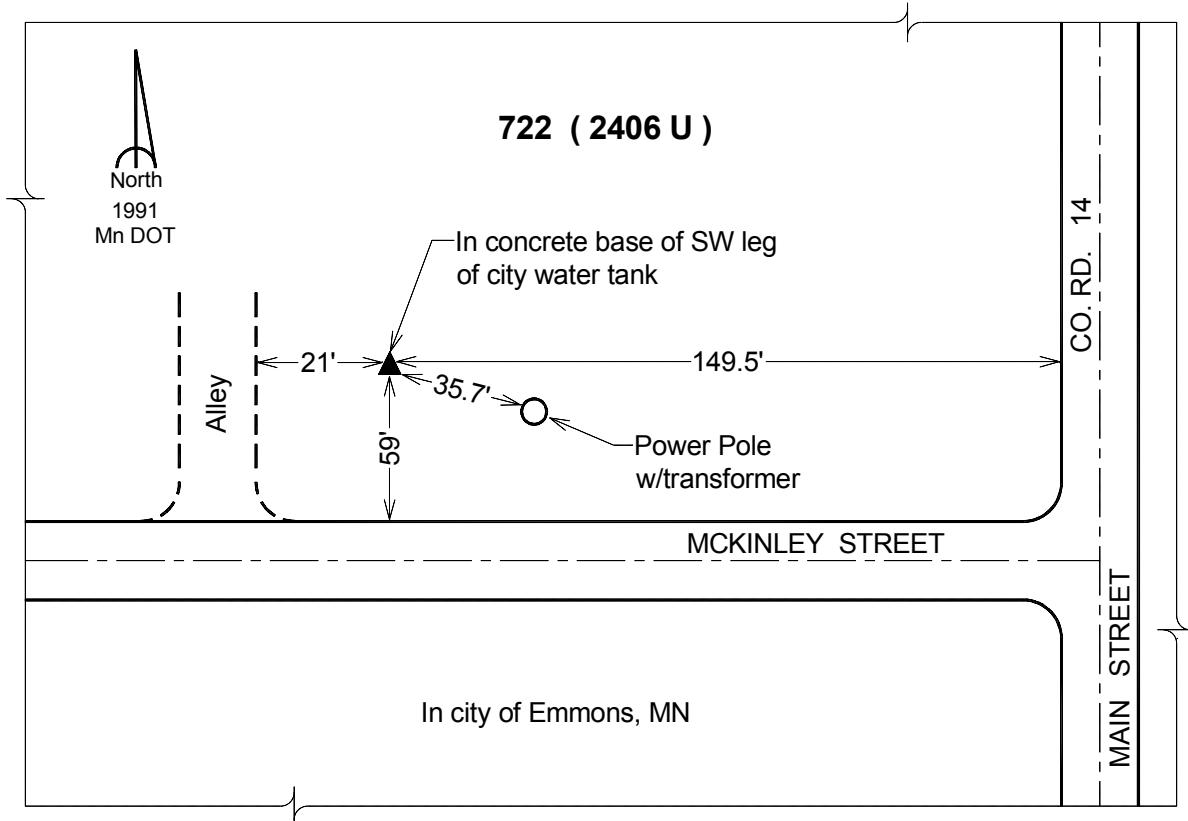 722 ( 2406 U )
North
1991
Mn DOT
In concrete base of SW leg
of city water tank
CO. RD. 14
21'
149.5'
35.7'
Alley
59'
Power Pole
w/transformer
MCKINLEY STREET
MAIN STREET
In city of Emmons, MN